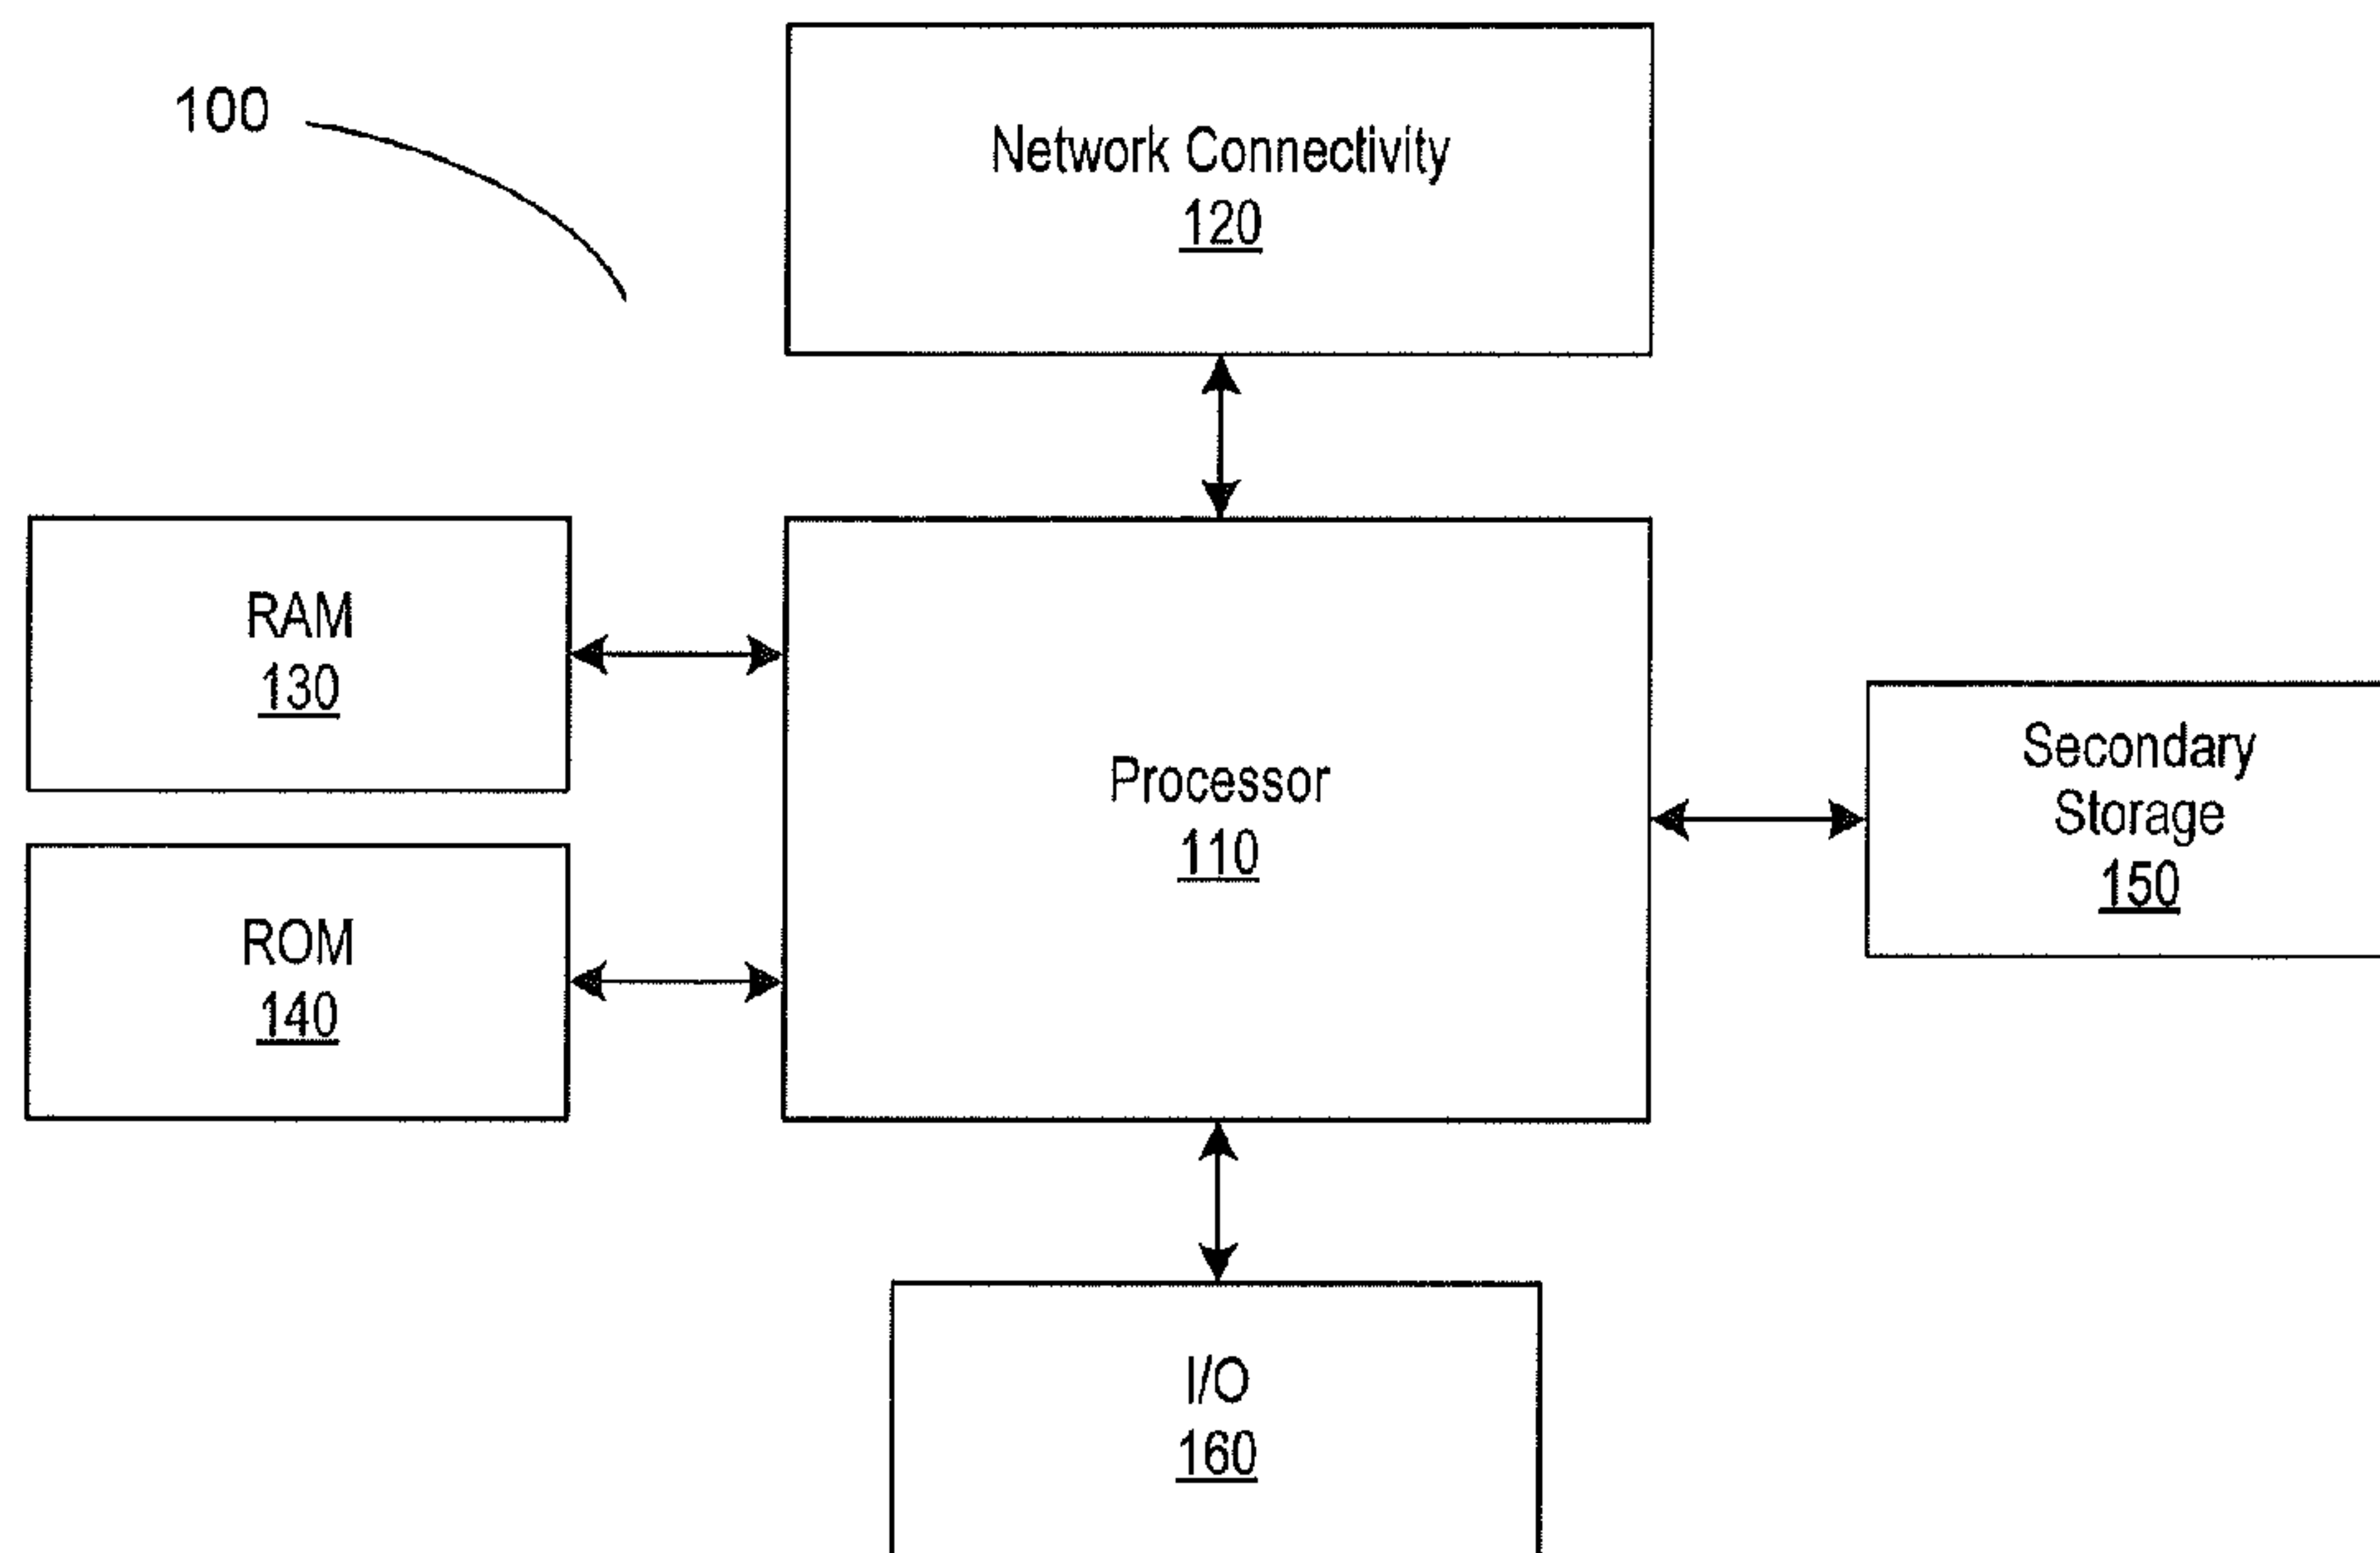 100
Network Connectivity
120
RAM
130
Processor
110
Secondary
Storage
150
ROM
140
I/O
160